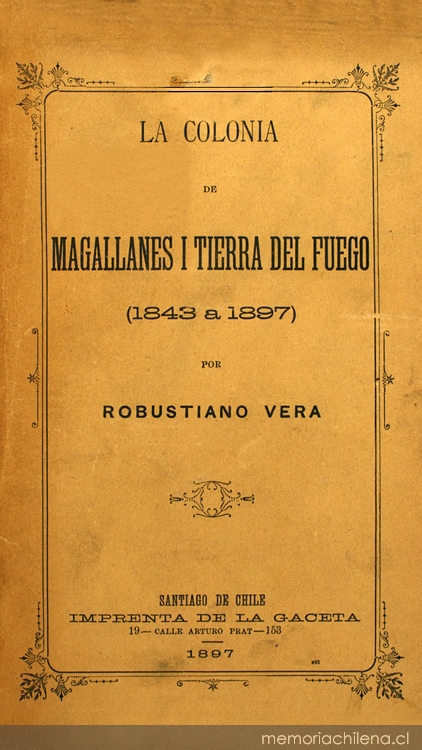 LA COLONIA
DE
MAGALLANES I TIERRA DEL FUEGO
(1843 a 1897)
POR
ROBUSTIANO VERA
SANTIAGO DE CHILE
IMPRENTA DE LA GACETA
19—CALLE ARTURO PRAT—153
1897
memoriachilena.cl